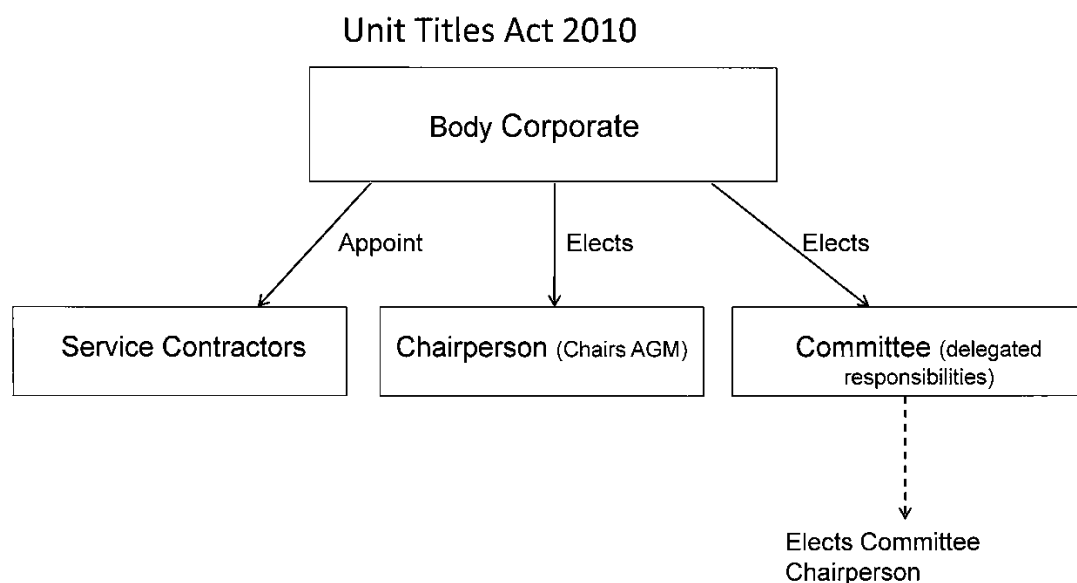 Unit Titles Act 2010
Body Corporate
Appoint
Elects
Elects
Service Contractors
Chairperson (Chairs AGM)
Committee (delegated
responsibilities)
Elects Committee
Chairperson